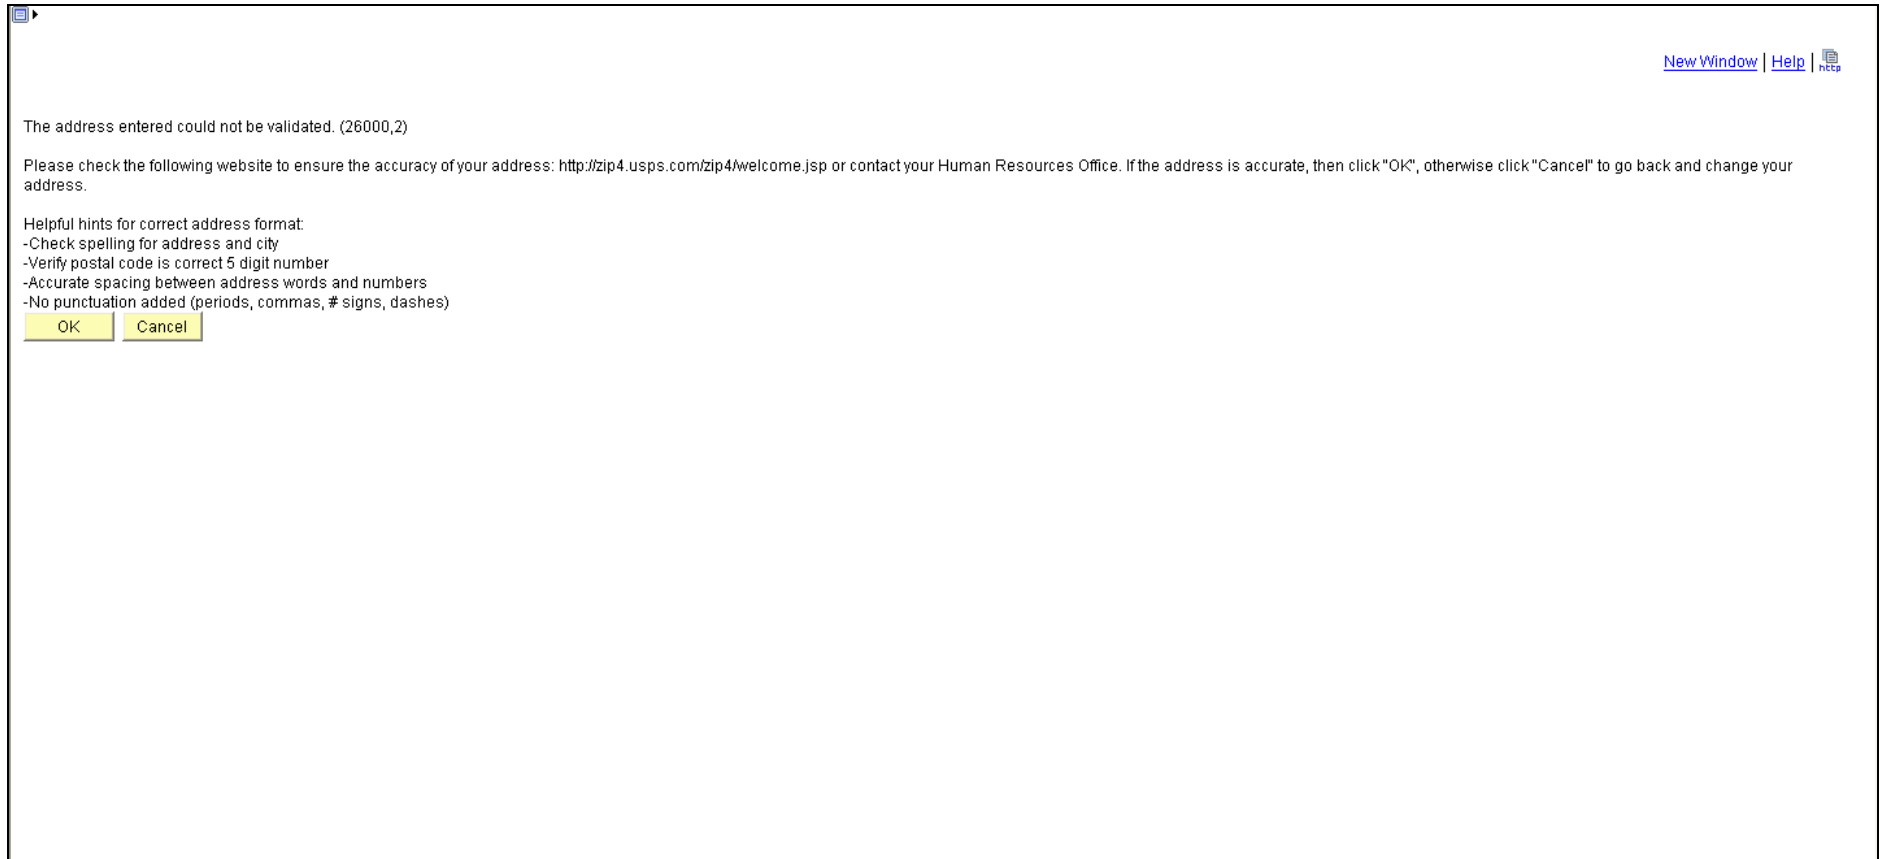 New Window | Help | http
The address entered could not be validated. (26000,2)
Please check the following website to ensure the accuracy of your address: http://zip4.usps.com/zip4/welcome.jsp or contact your Human Resources Office. If the address is accurate, then click "OK", otherwise click "Cancel" to go back and change your
address.
Helpful hints for correct address format:
-Check spelling for address and city
-Verify postal code is correct 5 digit number
-Accurate spacing between address words and numbers
-No punctuation added (periods, commas, # signs, dashes)
OK Cancel